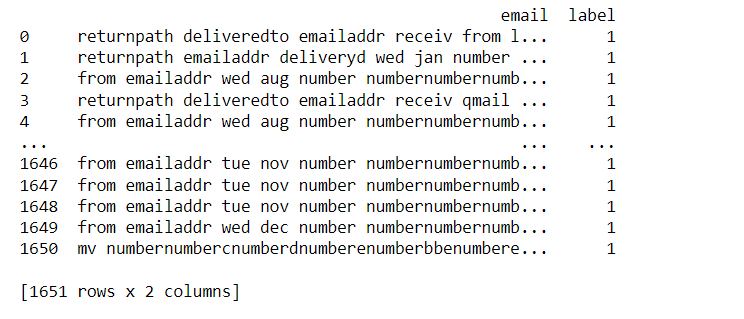 email label
0 returnpath deliveredto emailaddr receiv from l... 1
1 returnpath emailaddr deliveryd wed jan number ... 1
2 from emailaddr wed aug number numbernumbernumb... 1
3 returnpath deliveredto emailaddr receiv qmail ... 1
4 from emailaddr wed aug number numbernumbernumb... 1
... ... ...
1646 from emailaddr tue nov number numbernumbernumb... 1
1647 from emailaddr tue nov number numbernumbernumb... 1
1648 from emailaddr tue nov number numbernumbernumb... 1
1649 from emailaddr wed dec number numbernumbernumb... 1
1650 mv numbernumbercnumberdnumberenumberbbenumbere... 1
[1651 rows x 2 columns]